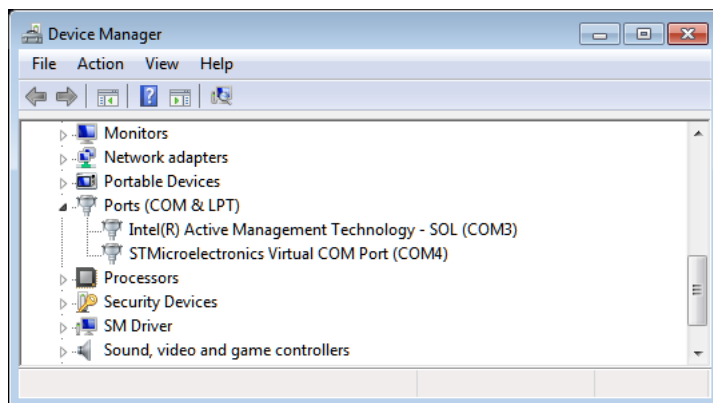 Device Manager
File Action View Help
Monitors
Network adapters
Portable Devices
Ports (COM & LPT)
Intel(R) Active Management Technology - SOL (COM3)
STMicroelectronics Virtual COM Port (COM4)
Processors
Security Devices
SM Driver
Sound, video and game controllers